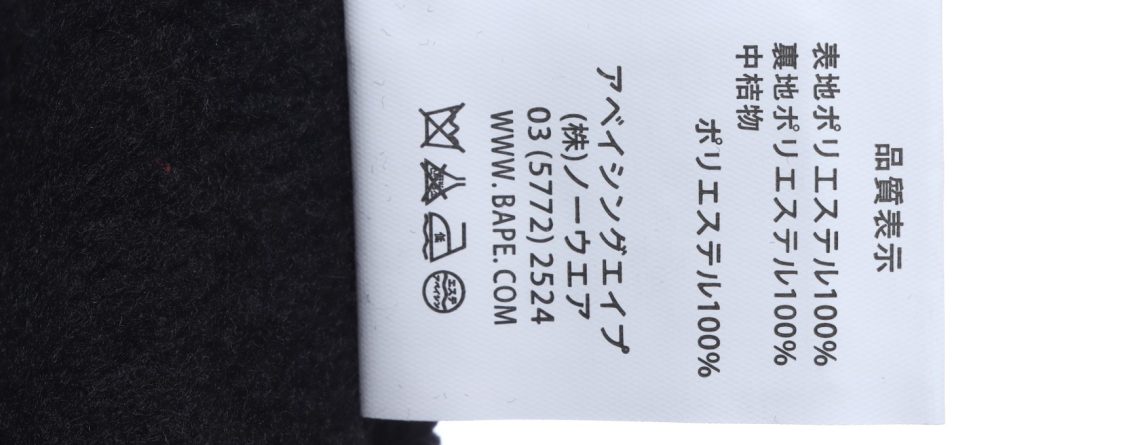 品質表示
表地ポリエステル100%
裏地ポリエステル100%
中桔物
ポリエステル100%
アベイシングエイプ
(株)ノーウエア
03 (5772) 2524
WWW.BAPE.COM
低